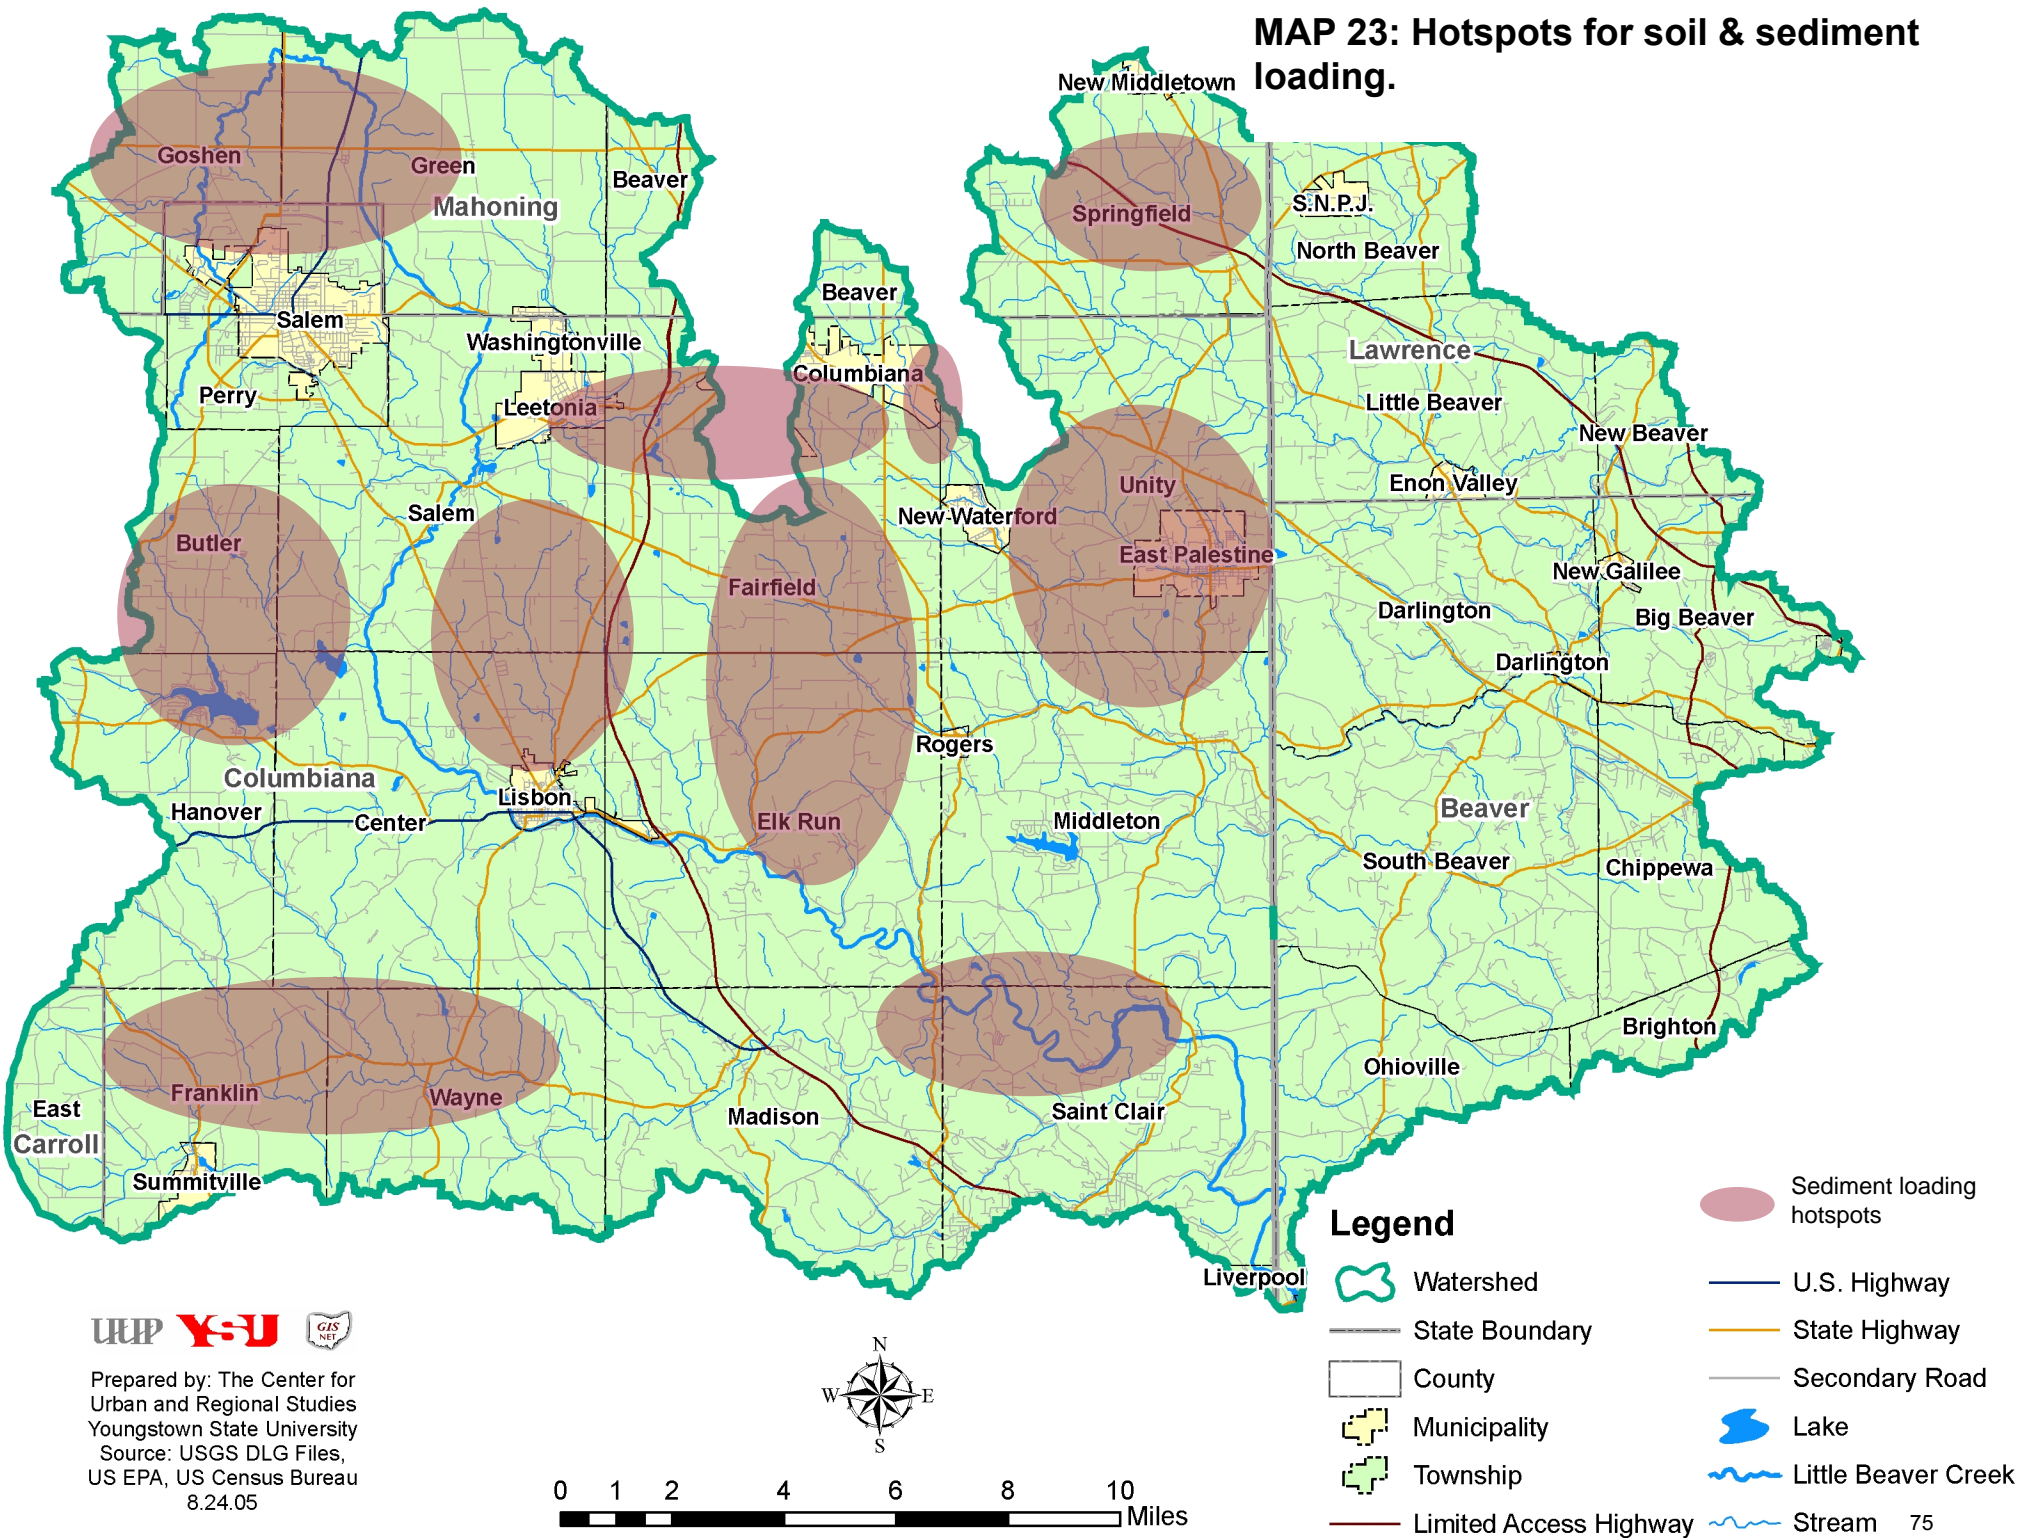 MAP 23: Hotspots for soil & sediment
loading.
New Middletown
Goshen
Green
Beaver
Mahoning
Springfield
S.N.P.J.
North Beaver
Beaver
Salem
Washingtonville
Columbiana
Lawrence
Perry
Leetonia
Little Beaver
New Beaver
Unity
Enon Valley
Salem
New Waterford
Butler
East Palestine
Fairfield
New Galilee
Darlington
Big Beaver
Darlington
Rogers
Columbiana
Lisbon
Hanover
Center
Elk Run
Middleton
Beaver
South Beaver
Chippewa
Brighton
Ohioville
Franklin
Wayne
East
Carroll
Madison
Saint Clair
Summitville
Liverpool
Legend
Sediment loading
hotspots
Watershed
U.S. Highway
State Boundary
State Highway
County
Secondary Road
Municipality
Lake
Township
Little Beaver Creek
Limited Access Highway
Stream
75
UUP YSU GIS
NET
Prepared by: The Center for
Urban and Regional Studies
Youngstown State University
Source: USGS DLG Files,
US EPA, US Census Bureau
8.24.05
N
W E
S
0 1 2 4 6 8 10
Miles